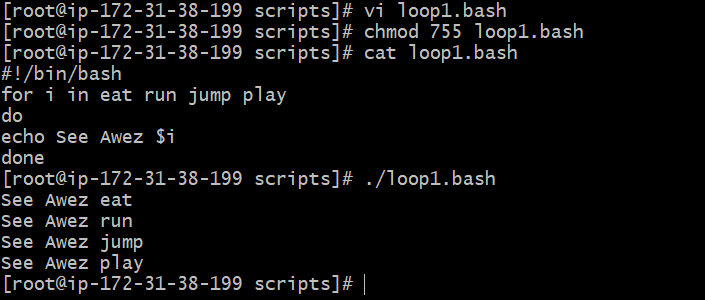 [root@ip-172-31-38-199 scripts]# vi loop1.bash
[root@ip-172-31-38-199 scripts]# chmod 755 loop1.bash
[root@ip-172-31-38-199 scripts]# cat loop1.bash
#!/bin/bash
for i in eat run jump play
do
echo See Awez $i
done
[root@ip-172-31-38-199 scripts]# ./loop1.bash
See Awez eat
See Awez run
See Awez jump
See Awez play
[root@ip-172-31-38-199 scripts]#